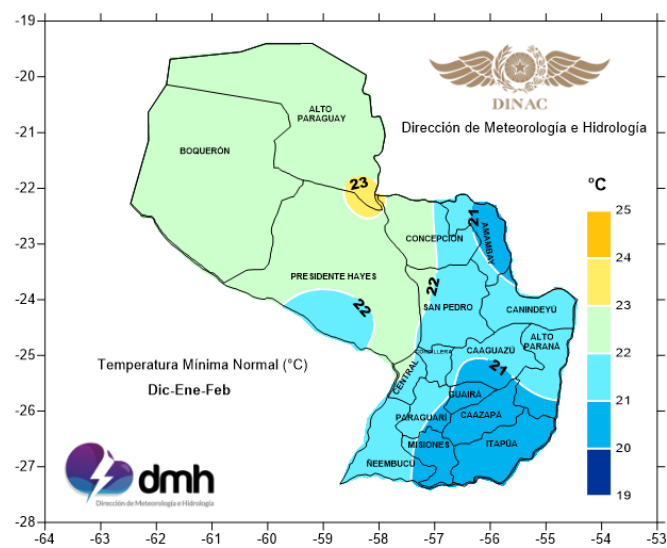 -19
-20
-21
-22
-23
-24
-25
-26
-27
-28
-64
-63
-62
-61
-60
-59
-58
-57
-56
-55
-54
-53
DINAC
Dirección de Meteorología e Hidrología
ALTO
PARAGUAY
BOQUERÓN
23
CONCEPCIÓN
21
AMAMBAY
PRESIDENTE HAYES
22
22
SAN PEDRO
CANINDEYÚ
CORDILLERA
CAAGUAZÚ
ALTO
PARANÁ
CENTRAL
21
GUAIRÁ
PARAGUARÍ
CAAZAPÁ
MISIONES
ITAPÚA
ÑEEMBUCÚ
°C
25
24
23
22
21
20
19
Temperatura Mínima Normal (°C)
Dic-Ene-Feb
dmh
Dirección de Meteorología e Hidrología